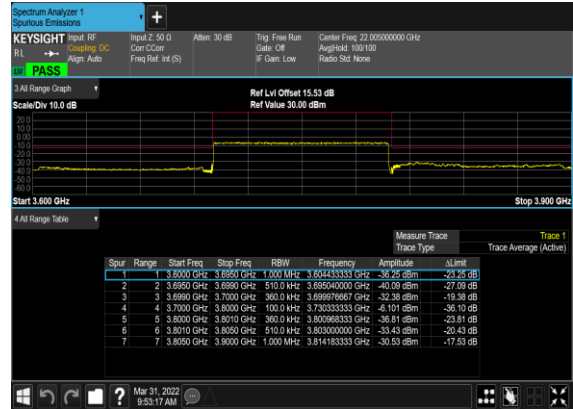 Spectrum Analyzer 1
Spurious Emissions
KEYSIGHT Input: RF Input Z: 50 Ω Atten: 30 dB Trig: Free Run Center Freq: 22.005000000 GHz
RL Coupling: DC Corr CCorr Gate: Off Avg|Hold: 100/100
Align: Auto Freq Ref: Int (S) IF Gain: Low Radio Std: None
PASS
3 All Range Graph
Ref Lvl Offset 15.53 dB
Scale/Div 10.0 dB Ref Value 30.00 dBm
20.0
10.0
0.00
-10.0
-20.0
-30.0
-40.0
-50.0
-60.0
Start 3.600 GHz Stop 3.900 GHz
4 All Range Table
Measure Trace Trace 1
Trace Type Trace Average (Active)
Spur Range Start Freq Stop Freq RBW Frequency Amplitude ΔLimit
1 1 3.6000 GHz 3.6950 GHz 1.000 MHz 3.604433333 GHz -36.25 dBm -23.25 dB
2 2 3.6950 GHz 3.6990 GHz 510.0 kHz 3.695040000 GHz -40.09 dBm -27.09 dB
3 3 3.6990 GHz 3.7000 GHz 360.0 kHz 3.699976667 GHz -32.38 dBm -19.38 dB
4 4 3.7000 GHz 3.8000 GHz 100.0 kHz 3.730333333 GHz -6.101 dBm -36.10 dB
5 5 3.8000 GHz 3.8010 GHz 360.0 kHz 3.800968333 GHz -36.81 dBm -23.81 dB
6 6 3.8010 GHz 3.8050 GHz 510.0 kHz 3.803000000 GHz -33.43 dBm -20.43 dB
7 7 3.8050 GHz 3.9000 GHz 1.000 MHz 3.814183333 GHz -30.53 dBm -17.53 dB
? Mar 31, 2022
9:53:17 AM